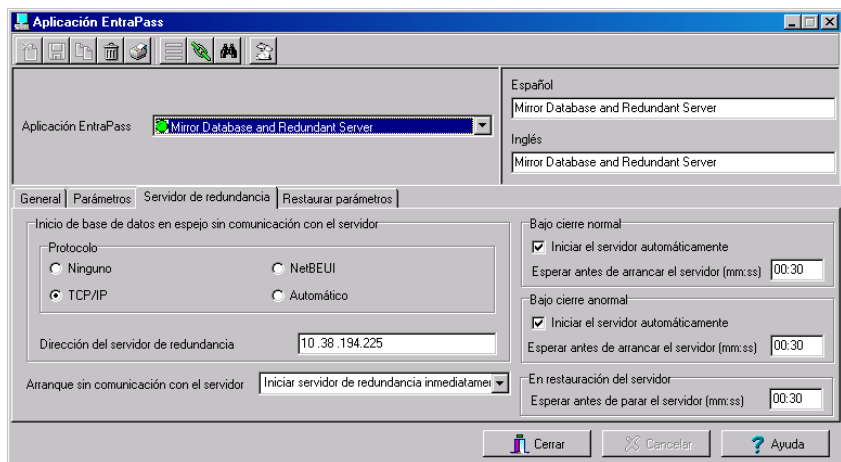 Aplicación EntraPass
Español
Mirror Database and Redundant Server
Aplicación EntraPass
Mirror Database and Redundant Server
Inglés
Mirror Database and Redundant Server
General
Parámetros
Servidor de redundancia
Restaurar parámetros
Inicio de base de datos en espejo sin comunicación con el servidor
Protocolo
Ninguno
NetBEUI
TCP/IP
Automático
Dirección del servidor de redundancia
10 .38 .194.225
Arranque sin comunicación con el servidor
Iniciar servidor de redundancia inmediatamer
Bajo cierre normal
Iniciar el servidor automáticamente
Esperar antes de arrancar el servidor (mm:ss)
00:30
Bajo cierre anormal
Iniciar el servidor automáticamente
Esperar antes de arrancar el servidor (mm:ss)
00:30
En restauración del servidor
Esperar antes de parar el servidor (mm:ss)
00:30
Cerrar
Cancelar
Ayuda